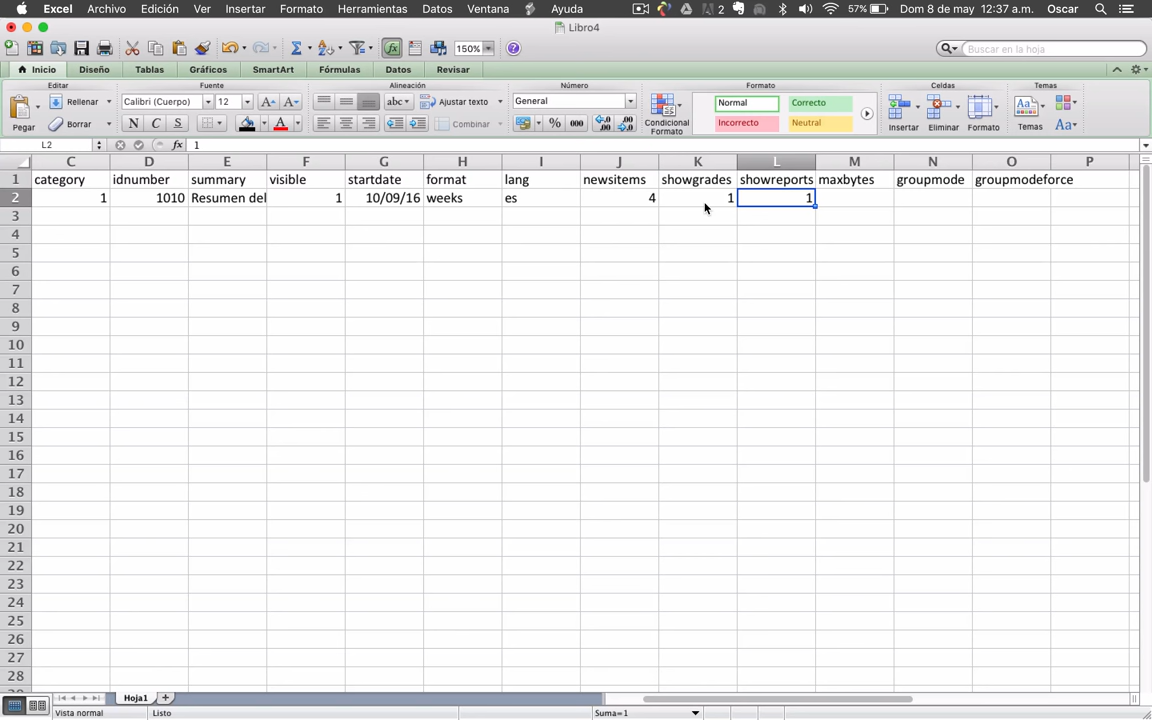 Excel Archivo Edición Ver Insertar Formato Herramientas Datos Ventana Ayuda 2 57% Dom 8 de may 12:37 a.m. Oscar
Libro4
150% Buscar en la hoja
Inicio Diseño Tablas Gráficos SmartArt Fórmulas Datos Revisar
Editar Fuente Alineación Número Formato Celdas Temas
Pegar Rellenar Calibri (Cuerpo) 12 A A abc Ajustar texto General Condicional Formato Normal Correcto Insertar Eliminar Formato Temas Aa
Borrar N C S A Combinar % 000 Incorrecto Neutral Aa
L2 fx 1
C D E F G H I J K L M N O P
1 category idnumber summary visible startdate format lang newsitems showgrades showreports maxbytes groupmode groupmodeforce
2 1 1010 Resumen del 1 10/09/16 weeks es 4 1 1
3
4
5
6
7
8
9
10
11
12
13
14
15
16
17
18
19
20
21
22
23
24
25
26
27
28
Hoja1
Vista normal Listo Suma=1